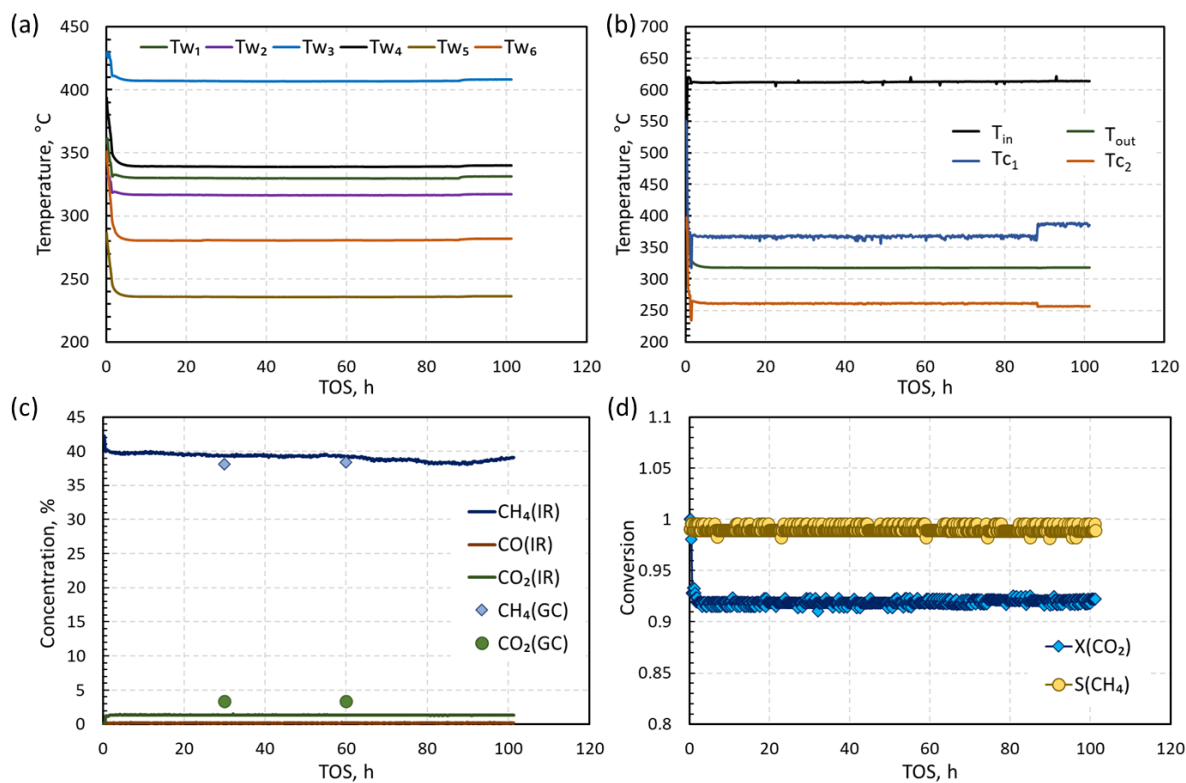 (a)
Temperature, °C
450
400
350
300
250
200
Tw₁ Tw₂ Tw₃ Tw₄ Tw₅ Tw₆
0 20 40 60 80 100 120
TOS, h
(b)
Temperature, °C
700
650
600
550
500
450
400
350
300
250
200
T_in T_out
Tc₁ Tc₂
0 20 40 60 80 100 120
TOS, h
(c)
Concentration, %
45
40
35
30
25
20
15
10
5
0
CH₄(IR)
CO(IR)
CO₂(IR)
CH₄(GC)
CO₂(GC)
0 20 40 60 80 100 120
TOS, h
(d)
Conversion
1.1
1.05
1
0.95
0.9
0.85
0.8
X(CO₂)
S(CH₄)
0 20 40 60 80 100 120
TOS, h